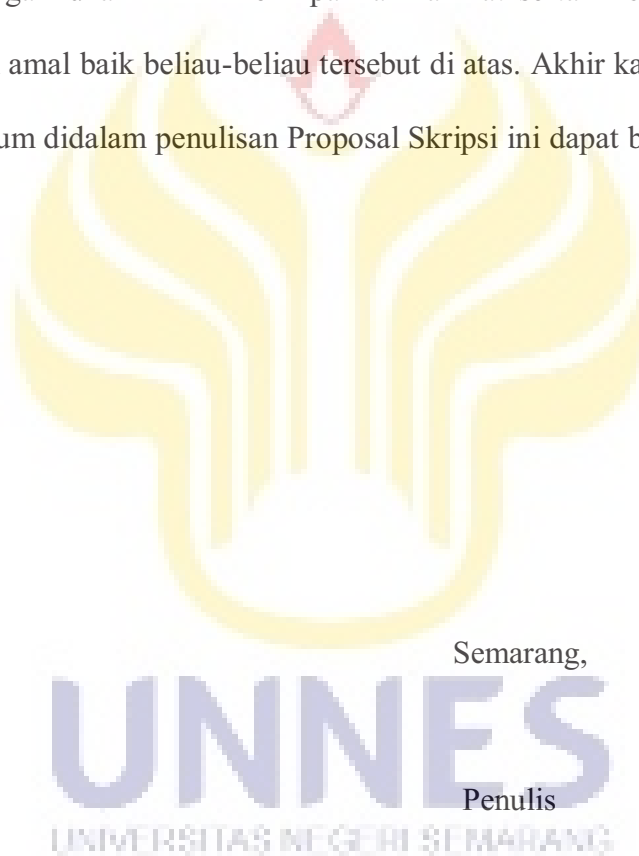 amal baik beliau-beliau tersebut di atas. Akhir ka
um didalam penulisan Proposal Skripsi ini dapat b
Semarang,
UNNES
Penulis
UNIVERSITAS NEGERI SEMARANG